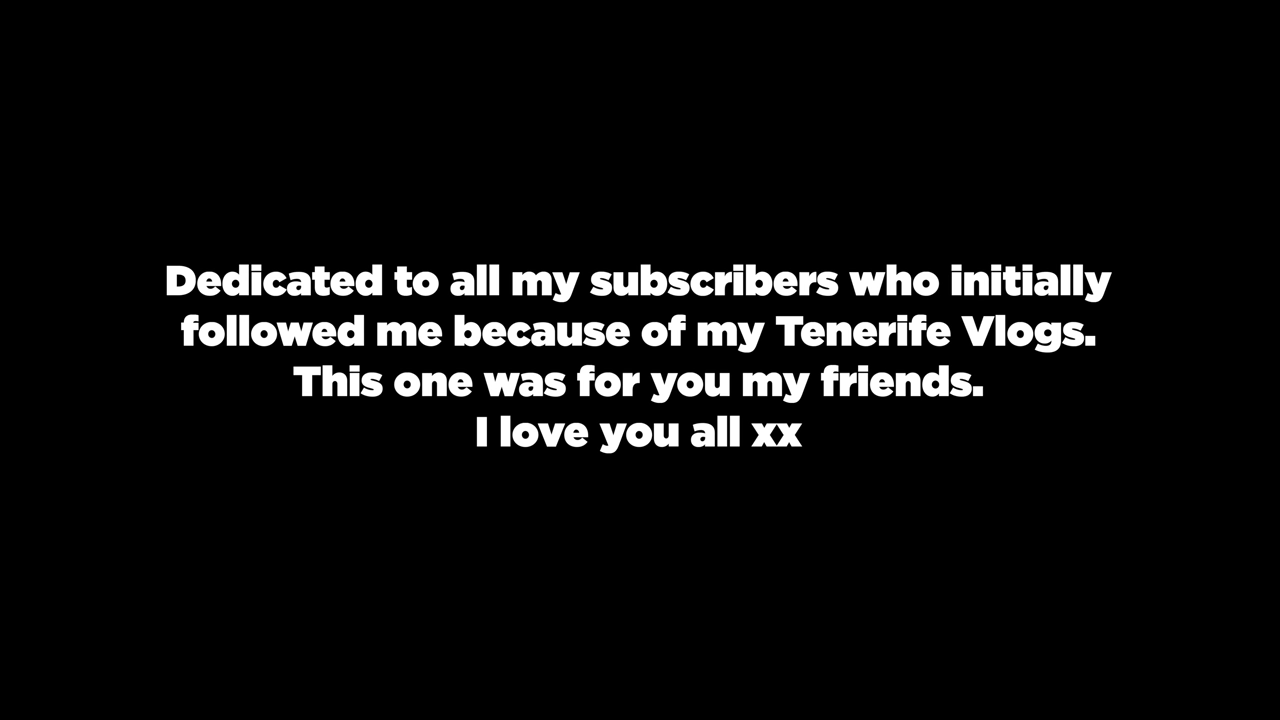 Dedicated to all my subscribers who initially
followed me because of my Tenerife Vlogs.
This one was for you my friends.
I love you all xx